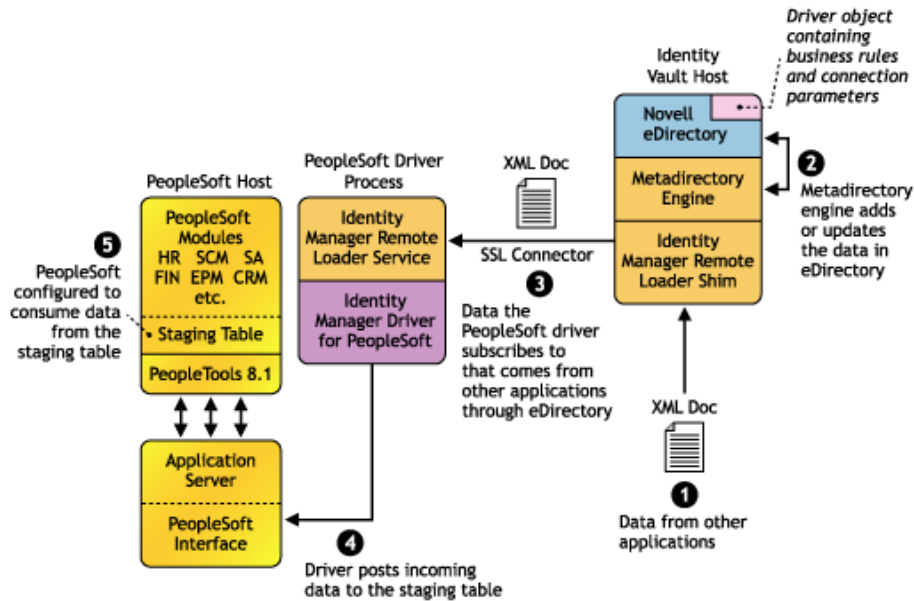 Driver object
containing
business rules
and connection
parameters
Identity
Vault Host
Novell
eDirectory
Metadirectory
Engine
Identity
Manager Remote
Loader Shim
2
Metadirectory
engine adds
or updates
the data in
eDirectory
XML Doc
SSL Connector
3
Data the
PeopleSoft driver
subscribes to
that comes from
other applications
through eDirectory
XML Doc
1
Data from other
applications
PeopleSoft Driver
Process
Identity
Manager Remote
Loader Service
Identity
Manager Driver
for PeopleSoft
PeopleSoft Host
PeopleSoft
Modules
HR SCM SA
FIN EPM CRM
etc.
Staging Table
PeopleTools 8.1
5
PeopleSoft
configured to
consume data
from the
staging table
Application
Server
PeopleSoft
Interface
4
Driver posts incoming
data to the staging table